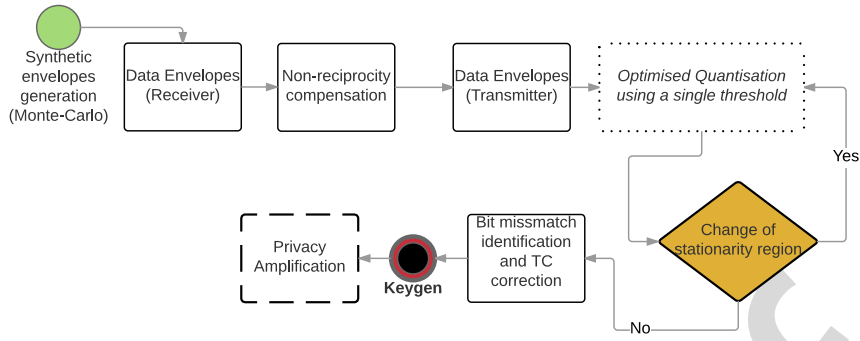 Synthetic
envelopes
generation
(Monte-Carlo)
Data Envelopes
(Receiver)
Non-reciprocity
compensation
Data Envelopes
(Transmitter)
Optimised Quantisation
using a single threshold
Yes
Change of
stationarity region
No
Bit missmatch
identification
and TC
correction
Keygen
Privacy
Amplification